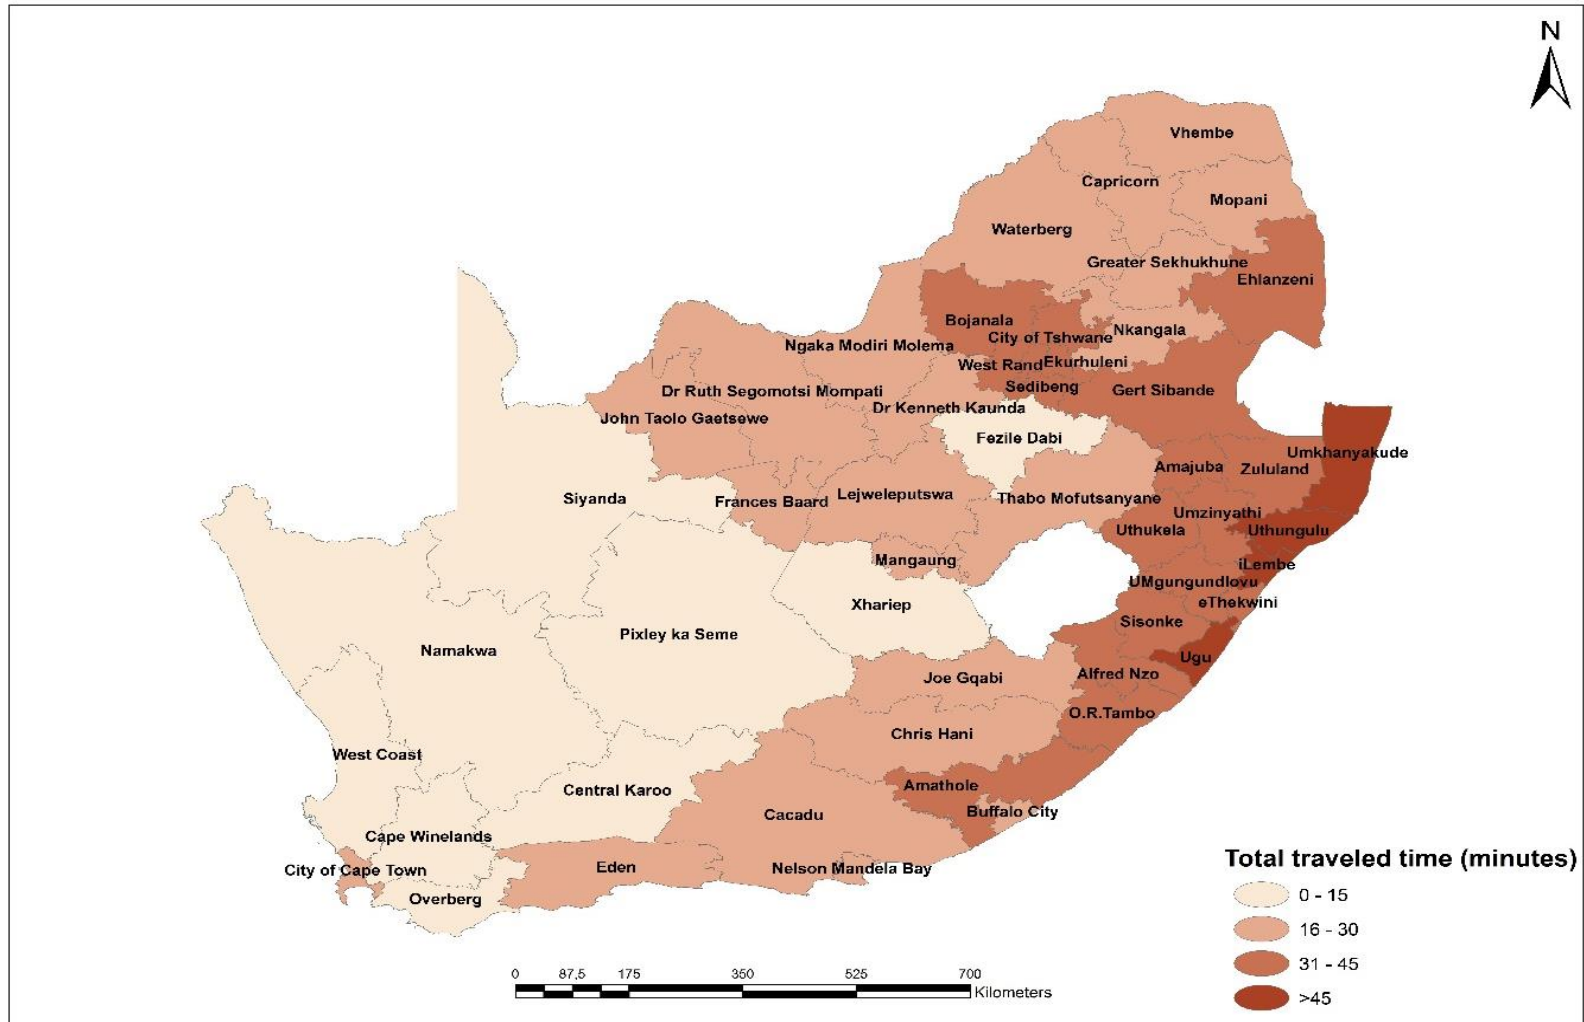 N
Vhembe
Capricorn
Mopani
Waterberg
Greater Sekhukhune
Ehlanzeni
Bojanala
Nkangala
City of Tshwane
Ngaka Modiri Molema
West Rand
Ekurhuleni
Sedibeng
Gert Sibande
Dr Ruth Segomotsi Mompati
Dr Kenneth Kaunda
John Taolo Gaetsewe
Fezile Dabi
Umkhanyakude
Amajuba
Zululand
Siyanda
Frances Baard
Lejweleputswa
Thabo Mofutsanyane
Umzinyathi
Uthukela
Uthungulu
Mangaung
iLembe
UMgungundlovu
Xhariep
eThekwini
Sisonke
Pixley ka Seme
Namakwa
Ugu
Joe Gqabi
Alfred Nzo
O.R.Tambo
Chris Hani
West Coast
Central Karoo
Amathole
Cacadu
Buffalo City
Cape Winelands
City of Cape Town
Eden
Nelson Mandela Bay
Overberg
Total traveled time (minutes)
0 - 15
16 - 30
31 - 45
>45
0 87,5 175 350 525 700
Kilometers